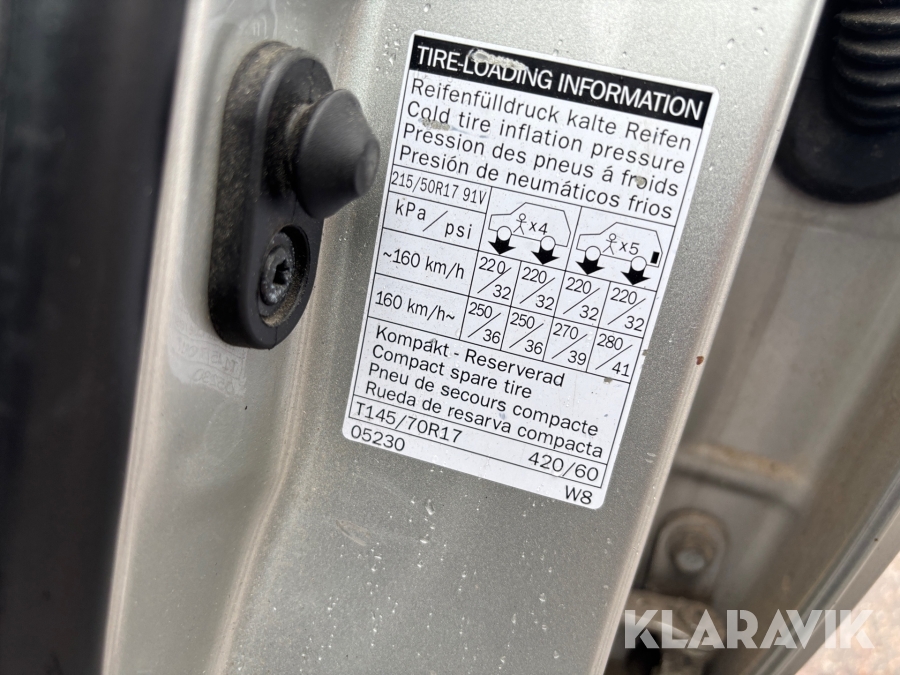 TIRE-LOADING INFORMATION
Reifenfülldruck kalte Reifen
Cold tire inflation pressure
Pression des pneus á froids
Presión de neumáticos frios
215/50R17 91V
x4
x5
kPa/psi
~160 km/h 220/32 220/32 220/32 220/32
160 km/h~ 250/36 250/36 270/39 280/41
Kompakt - Reserverad
Compact spare tire
Pneu de secours compacte
Rueda de resarva compacta
T145/70R17 420/60
05230 W8
KLARAVIK